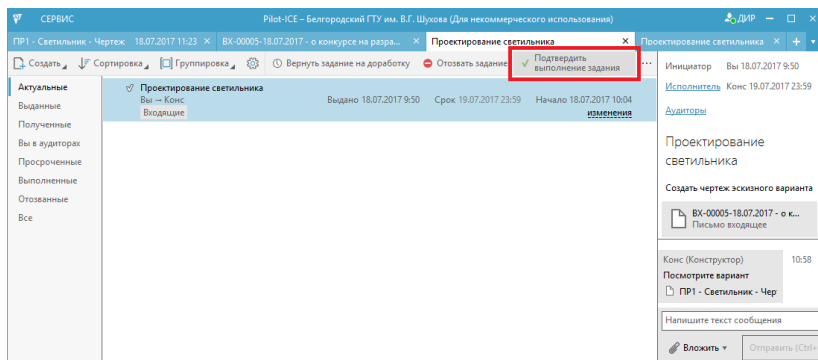 СЕРВИС
Pilot-ICE – Белгородский ГТУ им. В.Г. Шухова (Для некоммерческого использования)
ДИР
ПР1 - Светильник - Чертеж 18.07.2017 11:23
ВХ-00005-18.07.2017 - о конкурсе на разра...
Проектирование светильника
Проектирование светильника
Создать
Сортировка
Группировка
Вернуть задание на доработку
Отозвать задание
Подтвердить
выполнение задания
...
Актуальные
Выданные
Полученные
Вы в аудиторах
Просроченные
Выполненные
Отозванные
Все
Проектирование светильника
Вы → Конс
Выдано 18.07.2017 9:50 Срок 19.07.2017 23:59 Начало 18.07.2017 10:04
Входящие
изменения
Инициатор Вы 18.07.2017 9:50
Исполнитель Конс 19.07.2017 23:59
Аудиторы
Проектирование
светильника
Создать чертеж эскизного варианта
ВХ-00005-18.07.2017 - о к...
Письмо входящее
Конс (Конструктор) 10:58
Посмотрите вариант
ПР1 - Светильник - Чер
Напишите текст сообщения
Вложить
Отправить (Ctrl+